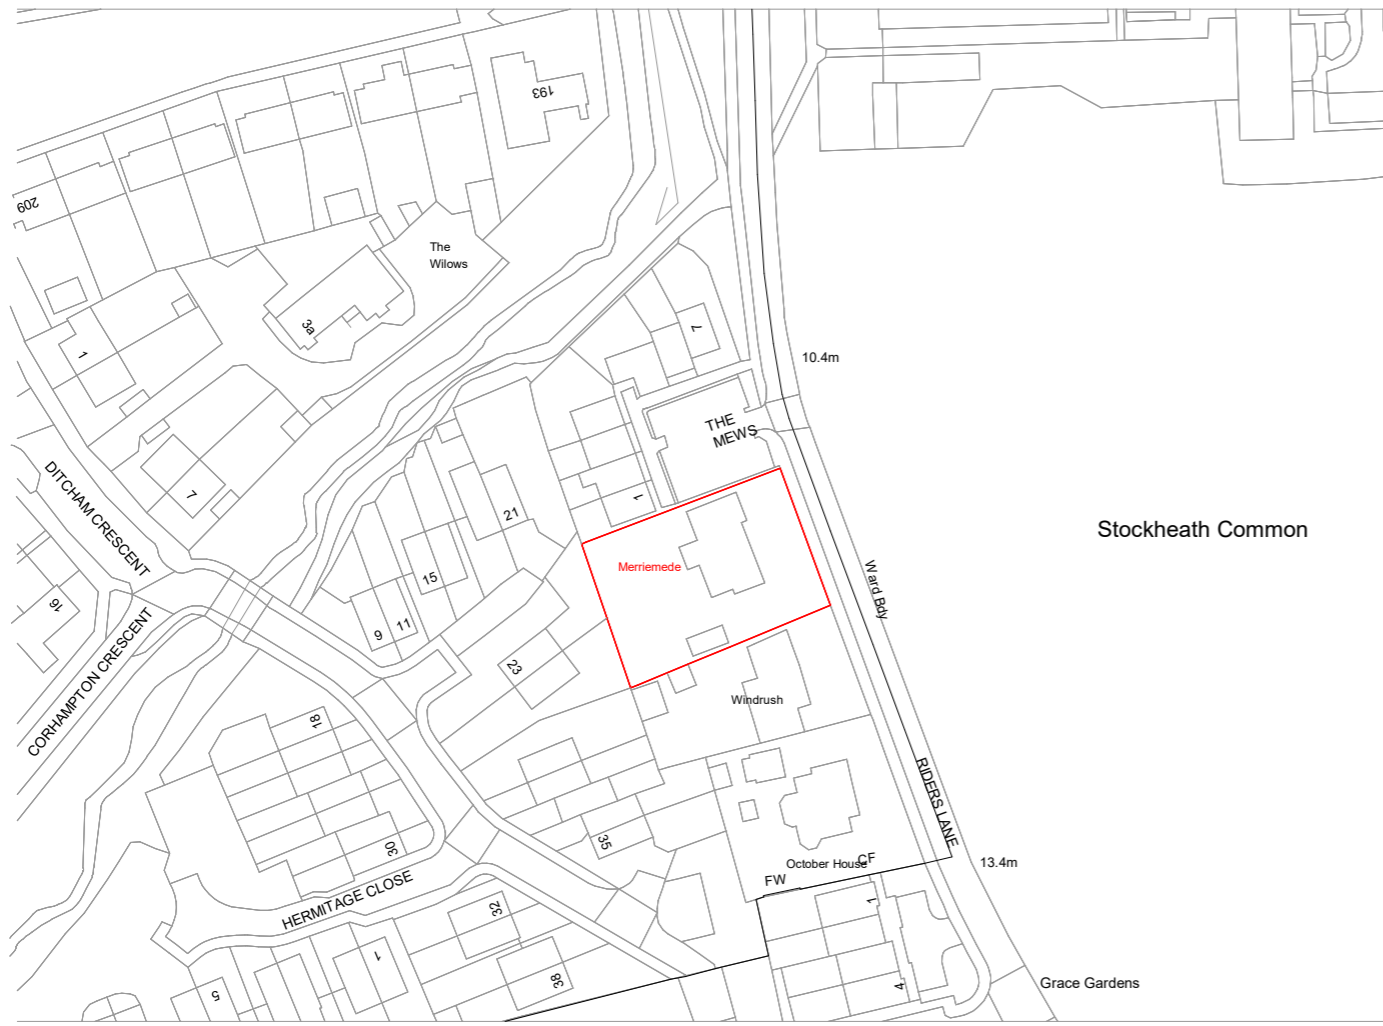 193
209
The
Wilows
3a
1
7
10.4m
THE
MEWS
7
DITCHAM CRESCENT
21
1
Stockheath Common
15
Merriemede
Ward Bdy
16
9
11
CORHAMPTON CRESCENT
23
Windrush
18
RIDERS LANE
35
30
October House
CF
13.4m
FW
HERMITAGE CLOSE
32
1
1
38
5
4
Grace Gardens